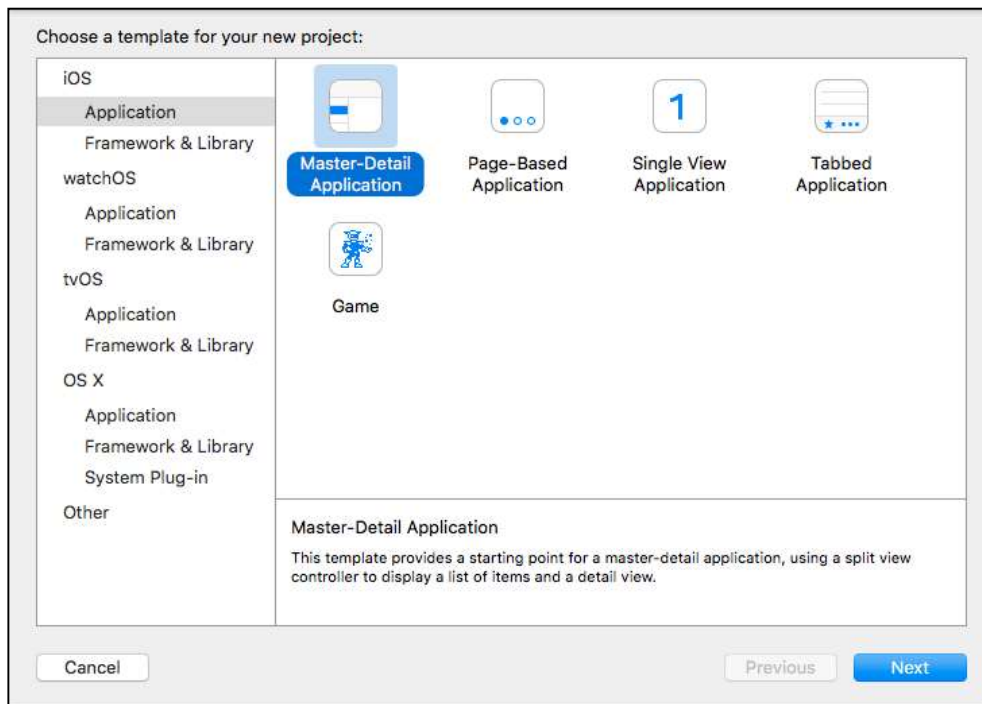 Choose a template for your new project:
iOS
Application
Framework & Library
watchOS
Application
Framework & Library
tvOS
Application
Framework & Library
OS X
Application
Framework & Library
System Plug-in
Other
Master-Detail
Application
Page-Based
Application
1
Single View
Application
Tabbed
Application
Game
Master-Detail Application
This template provides a starting point for a master-detail application, using a split view
controller to display a list of items and a detail view.
Cancel
Previous
Next